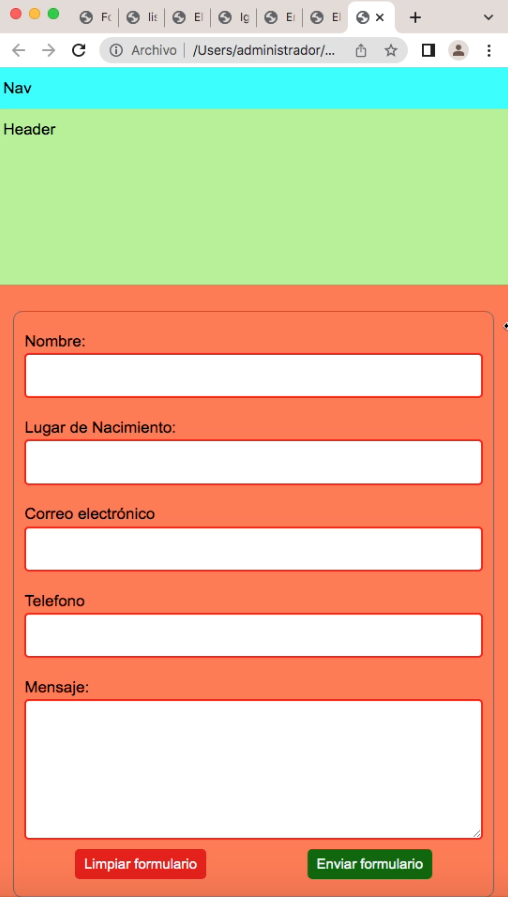 Fo
lis
El
Ig
El
Archivo
/Users/administrador/...
Nav
Header
Nombre:
Lugar de Nacimiento:
Correo electrónico
Telefono
Mensaje:
Limpiar formulario
Enviar formulario